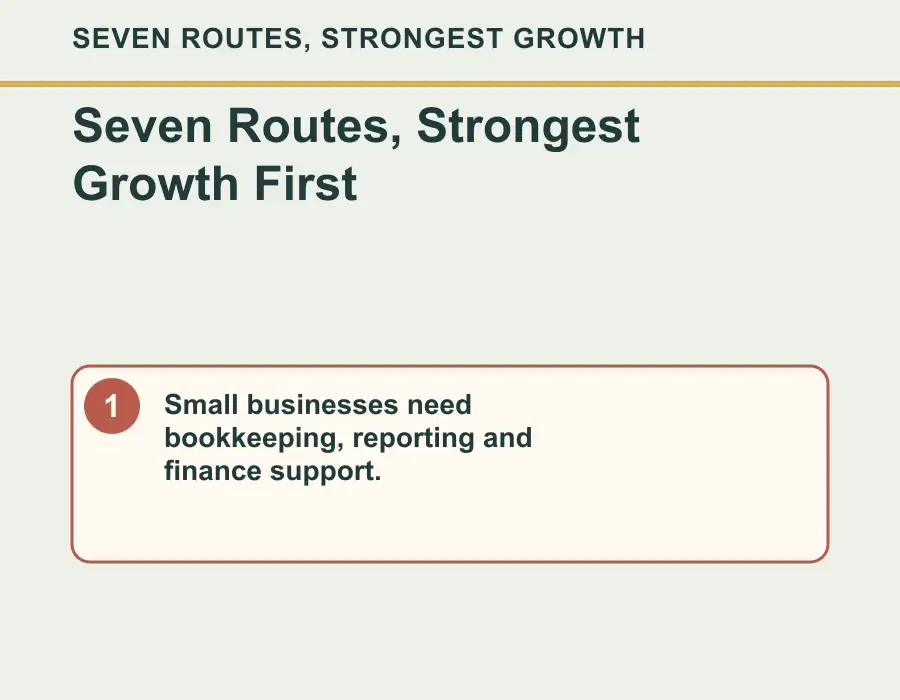 SEVEN ROUTES, STRONGEST GROWTH
Seven Routes, Strongest
Growth First
1
Small businesses need
bookkeeping, reporting and
finance support.